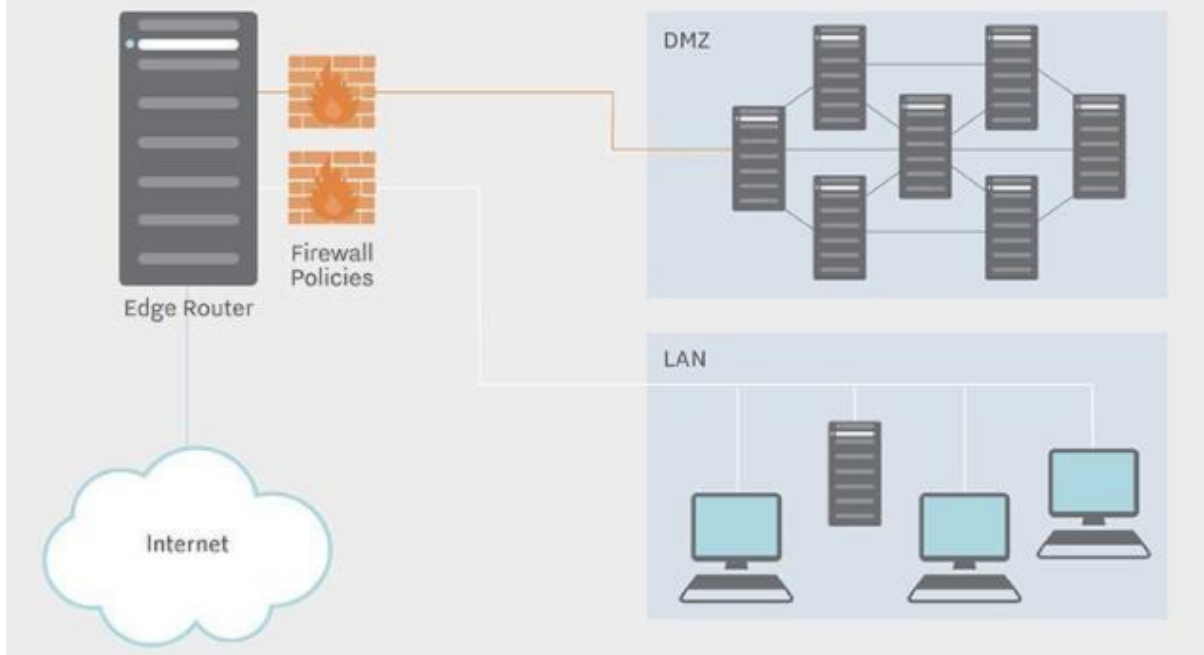 DMZ
Firewall
Policies
Edge Router
LAN
Internet